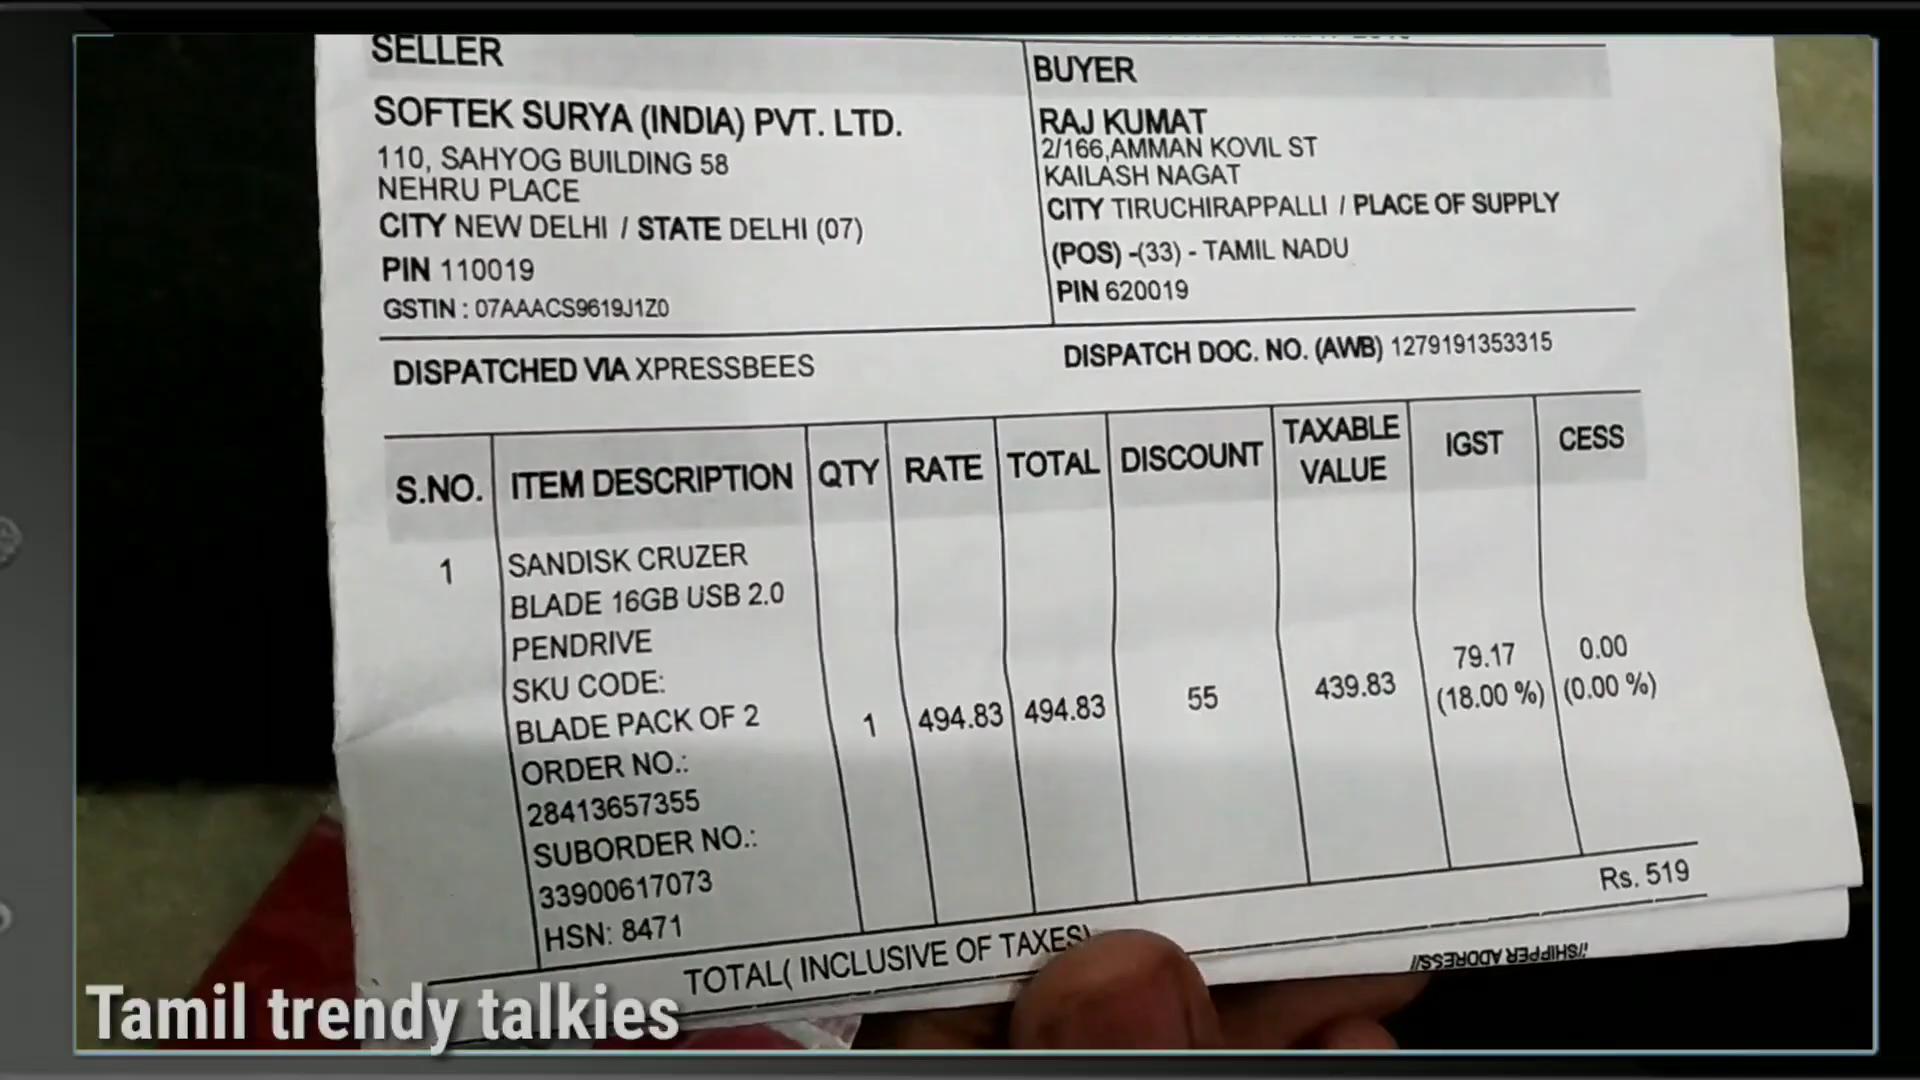 SELLER
SOFTEK SURYA (INDIA) PVT. LTD.
110, SAHYOG BUILDING 58
NEHRU PLACE
CITY NEW DELHI / STATE DELHI (07)
PIN 110019
GSTIN : 07AAACS9619J1Z0
BUYER
RAJ KUMAT
2/166,AMMAN KOVIL ST
KAILASH NAGAT
CITY TIRUCHIRAPPALLI / PLACE OF SUPPLY
(POS) -(33) - TAMIL NADU
PIN 620019
DISPATCHED VIA XPRESSBEES
DISPATCH DOC. NO. (AWB) 1279191353315
S.NO. ITEM DESCRIPTION QTY RATE TOTAL DISCOUNT TAXABLE VALUE IGST CESS
1
SANDISK CRUZER
BLADE 16GB USB 2.0
PENDRIVE
SKU CODE:
BLADE PACK OF 2
ORDER NO.:
28413657355
SUBORDER NO.:
33900617073
HSN: 8471
1 494.83 494.83 55 439.83
79.17
(18.00 %)
0.00
(0.00 %)
TOTAL( INCLUSIVE OF TAXES) Rs. 519
//SHIPPER ADDRESS//
Tamil trendy talkies